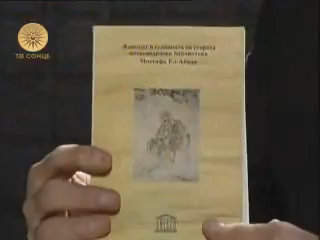 ТВ СОНЦЕ
Животот и судбината на старата
александриска библиотека
Мостафа Ел-Абади